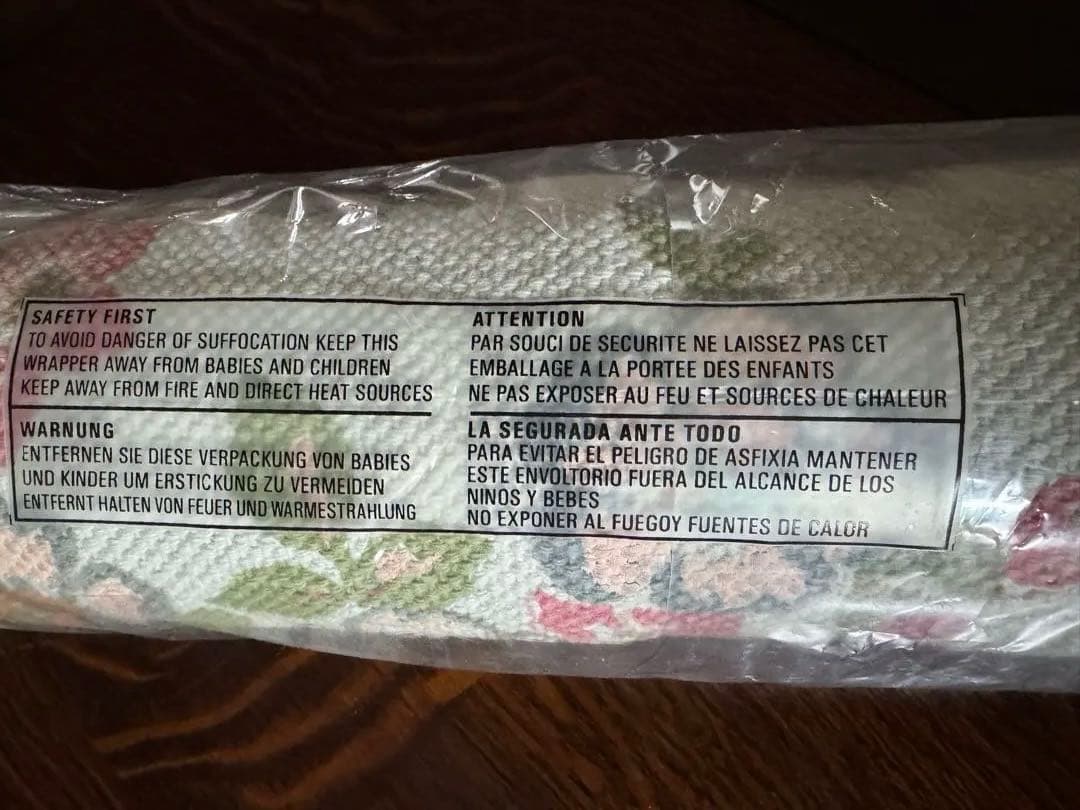 SAFETY FIRST
TO AVOID DANGER OF SUFFOCATION KEEP THIS
WRAPPER AWAY FROM BABIES AND CHILDREN
KEEP AWAY FROM FIRE AND DIRECT HEAT SOURCES
ATTENTION
PAR SOUCI DE SECURITE NE LAISSEZ PAS CET
EMBALLAGE A LA PORTEE DES ENFANTS
NE PAS EXPOSER AU FEU ET SOURCES DE CHALEUR
WARNUNG
ENTFERNEN SIE DIESE VERPACKUNG VON BABIES
UND KINDER UM ERSTICKUNG ZU VERMEIDEN
ENTFERNT HALTEN VON FEUER UND WARMESTRAHLUNG
LA SEGURADA ANTE TODO
PARA EVITAR EL PELIGRO DE ASFIXIA MANTENER
ESTE ENVOLTORIO FUERA DEL ALCANCE DE LOS
NINOS Y BEBES
NO EXPONER AL FUEGOY FUENTES DE CALOR